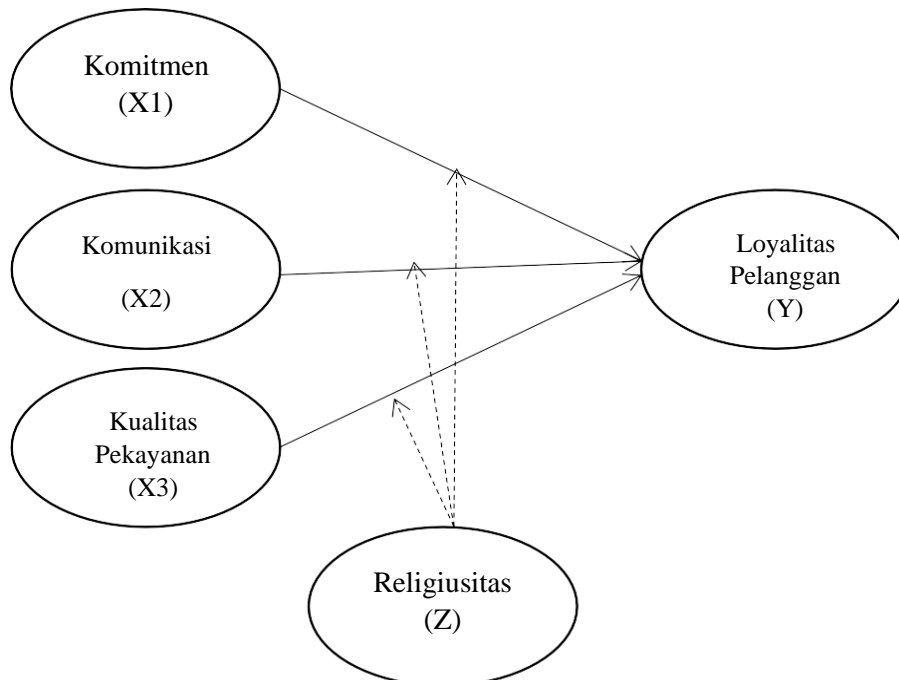 Komitmen
(X1)
Komunikasi
(X2)
Kualitas
Pekayanan
(X3)
Loyalitas
Pelanggan
(Y)
Religiusitas
(Z)